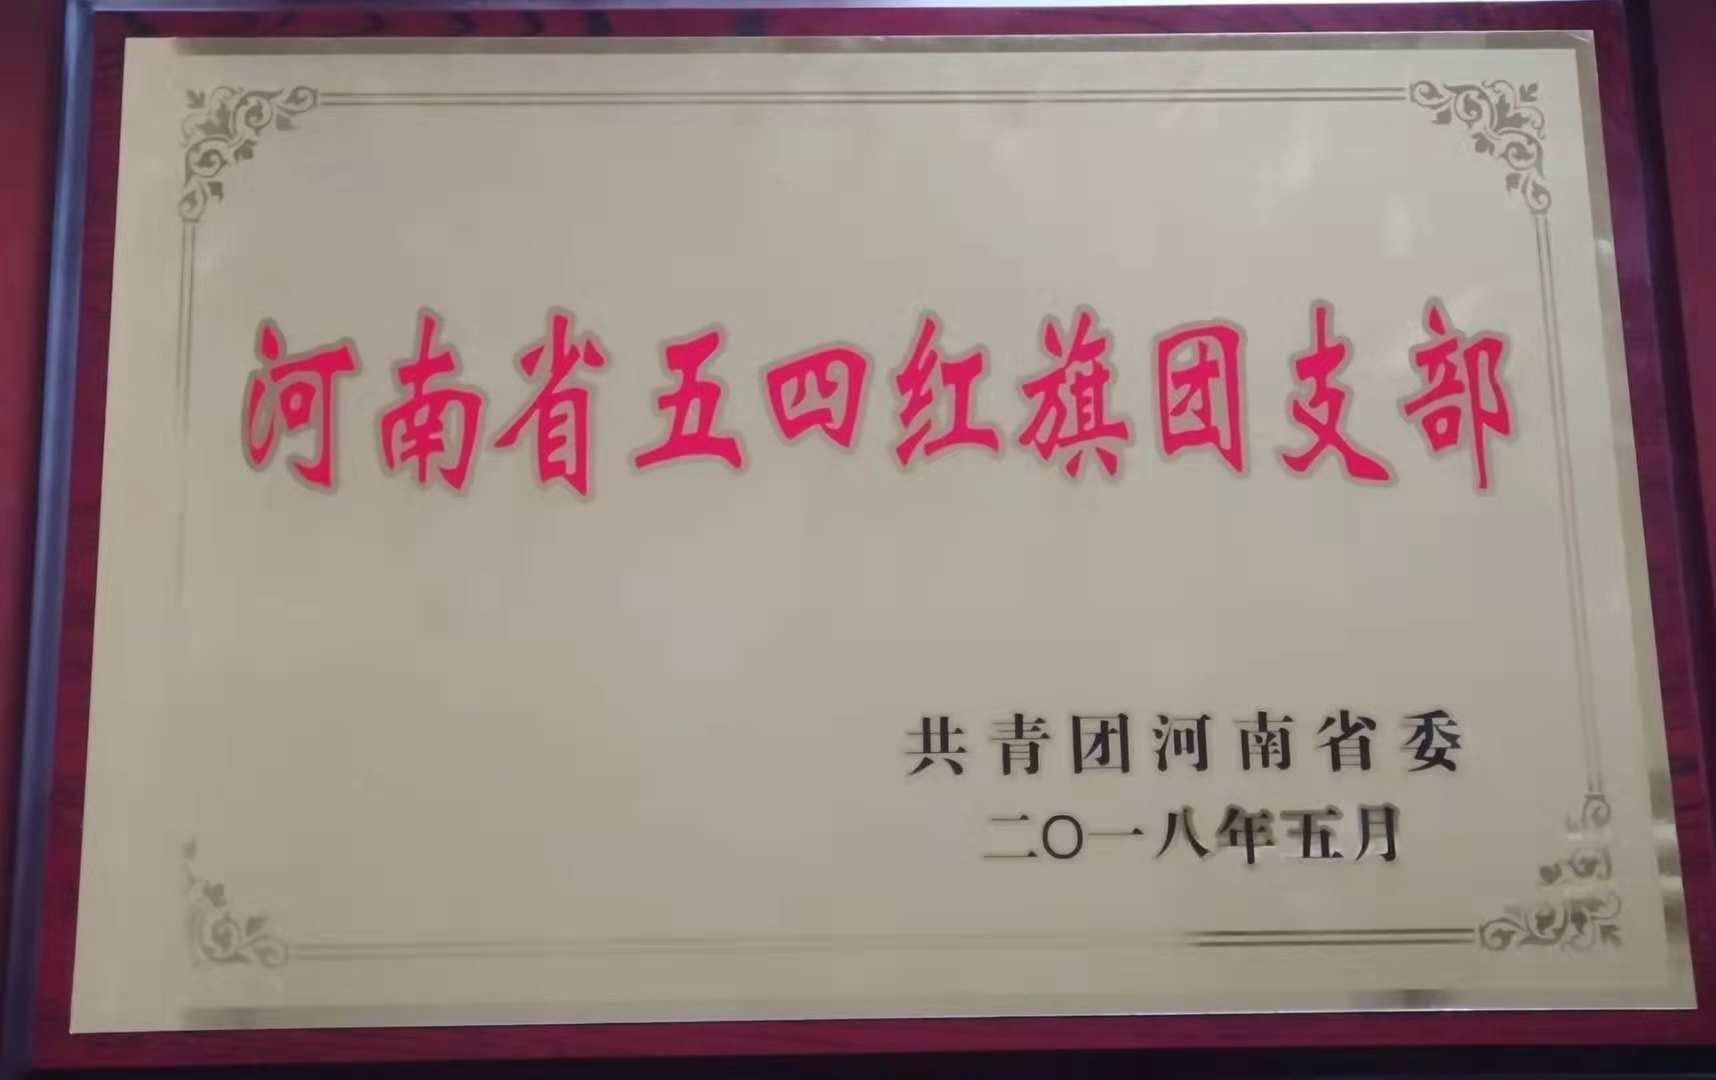 河南省五四红旗团支部
共青团河南省委
二〇一八年五月